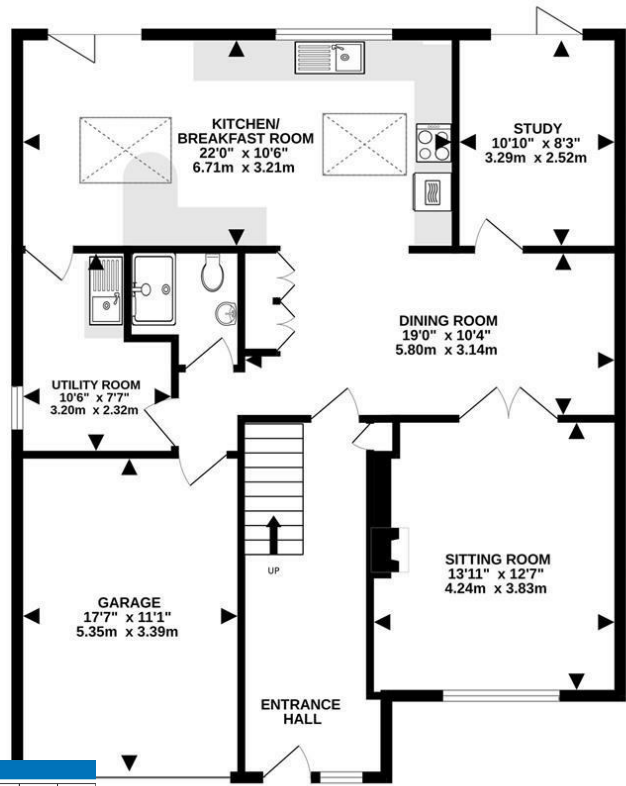 KITCHEN/
BREAKFAST ROOM
22'0" x 10'6"
6.71m x 3.21m
STUDY
10'10" x 8'3"
3.29m x 2.52m
DINING ROOM
19'0" x 10'4"
5.80m x 3.14m
UTILITY ROOM
10'6" x 7'7"
3.20m x 2.32m
UP
SITTING ROOM
13'11" x 12'7"
4.24m x 3.83m
GARAGE
17'7" x 11'1"
5.35m x 3.39m
ENTRANCE
HALL